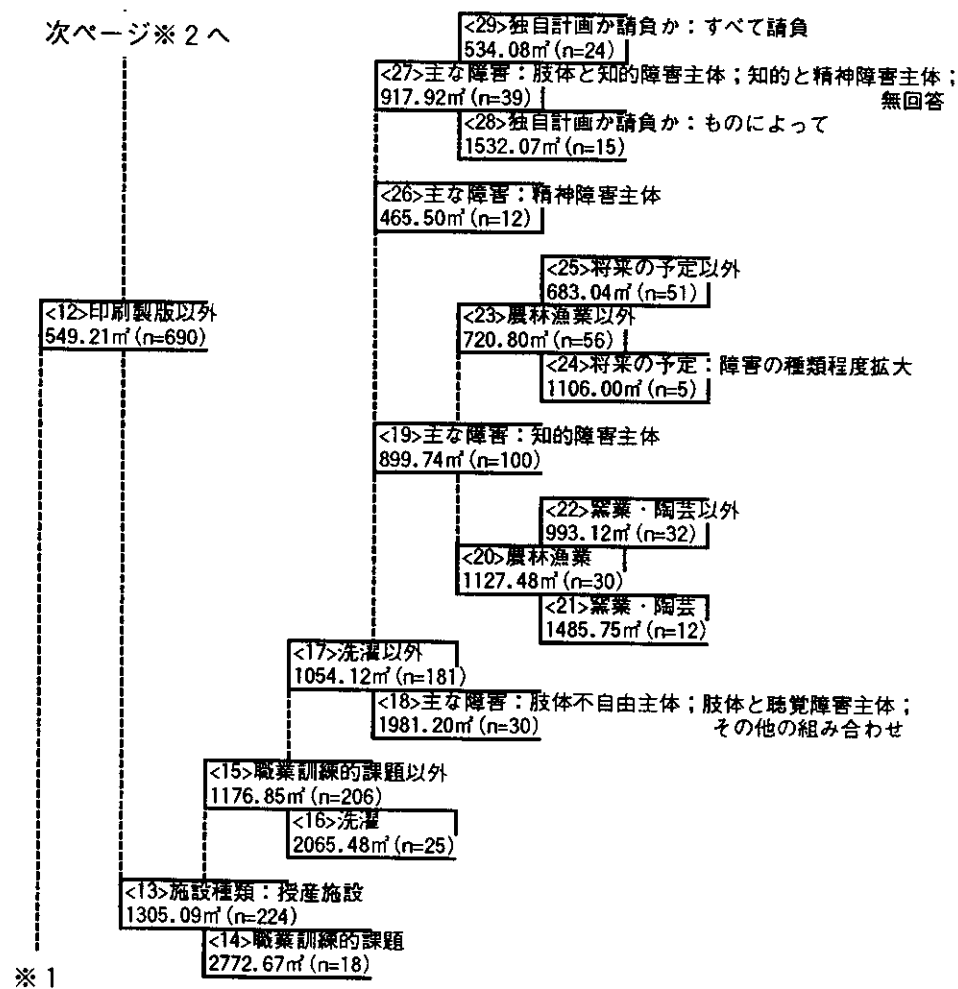 次ページ※2へ
<29>独自計画か請負か：すべて請負
534.08㎡(n=24)
<27>主な障害：肢体と知的障害主体；知的と精神障害主体；
無回答
917.92㎡(n=39)
<28>独自計画か請負か：ものによって
1532.07㎡(n=15)
<26>主な障害：精神障害主体
465.50㎡(n=12)
<25>将来の予定以外
683.04㎡(n=51)
<12>印刷製版以外
549.21㎡(n=690)
<23>農林漁業以外
720.80㎡(n=56)
<24>将来の予定：障害の種類程度拡大
1106.00㎡(n=5)
<19>主な障害：知的障害主体
899.74㎡(n=100)
<22>窯業・陶芸以外
993.12㎡(n=32)
<20>農林漁業
1127.48㎡(n=30)
<21>窯業・陶芸
1485.75㎡(n=12)
<17>洗濯以外
1054.12㎡(n=181)
<18>主な障害：肢体不自由主体；肢体と聴覚障害主体；
その他の組み合わせ
1981.20㎡(n=30)
<15>職業訓練的課題以外
1176.85㎡(n=206)
<16>洗濯
2065.48㎡(n=25)
<13>施設種類：授産施設
1305.09㎡(n=224)
<14>職業訓練的課題
2772.67㎡(n=18)
※1